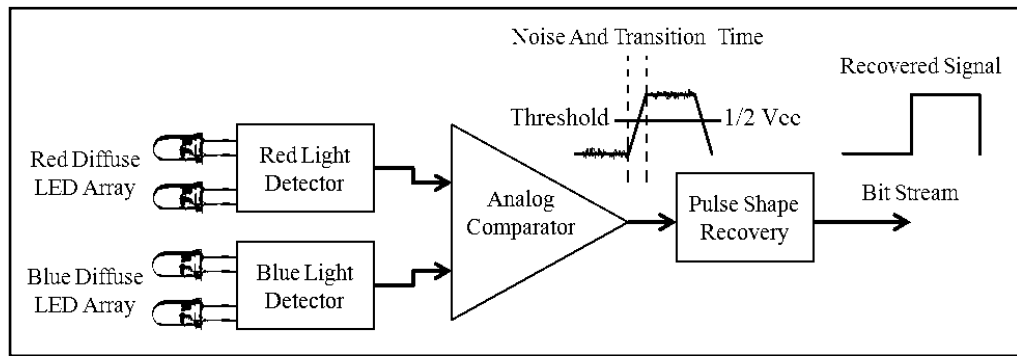 Noise And Transition Time
Recovered Signal
Threshold
1/2 Vcc
Red Diffuse
LED Array
Red Light
Detector
Analog
Comparator
Pulse Shape
Recovery
Bit Stream
Blue Diffuse
LED Array
Blue Light
Detector